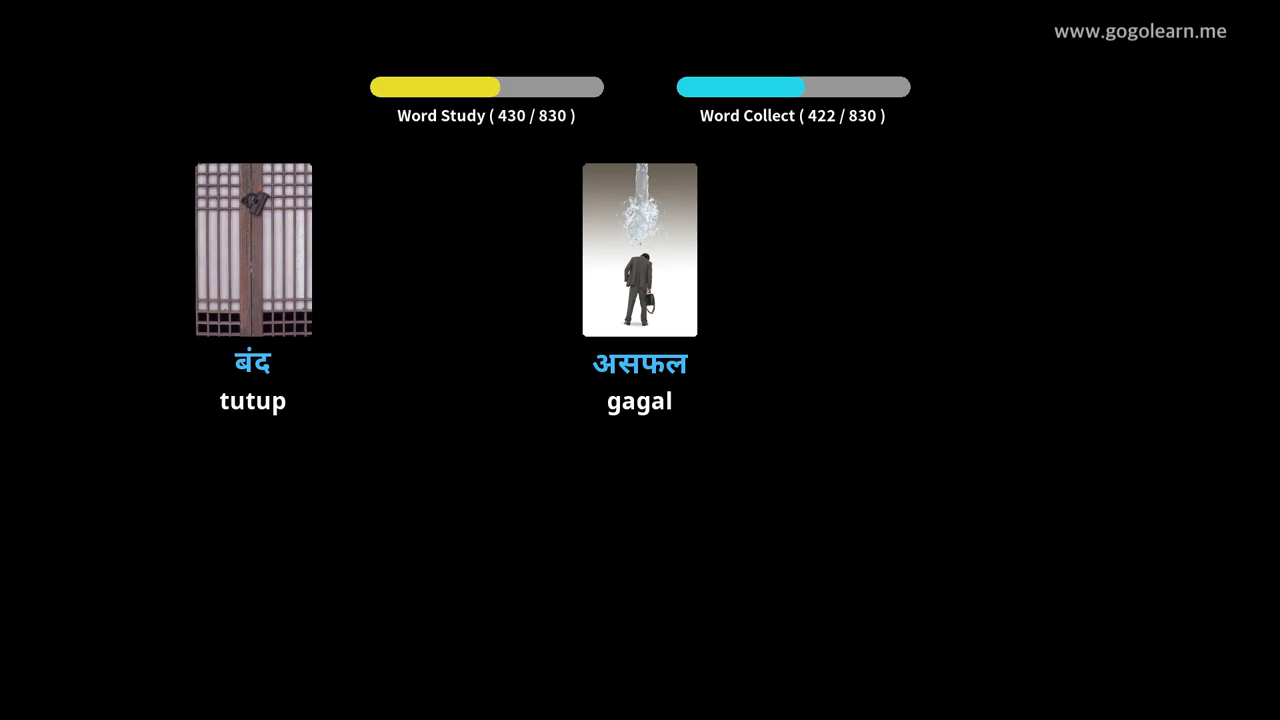 www.gogolearn.me
Word Study ( 430 / 830 )
Word Collect ( 422 / 830 )
बंद
असफल
tutup
gagal